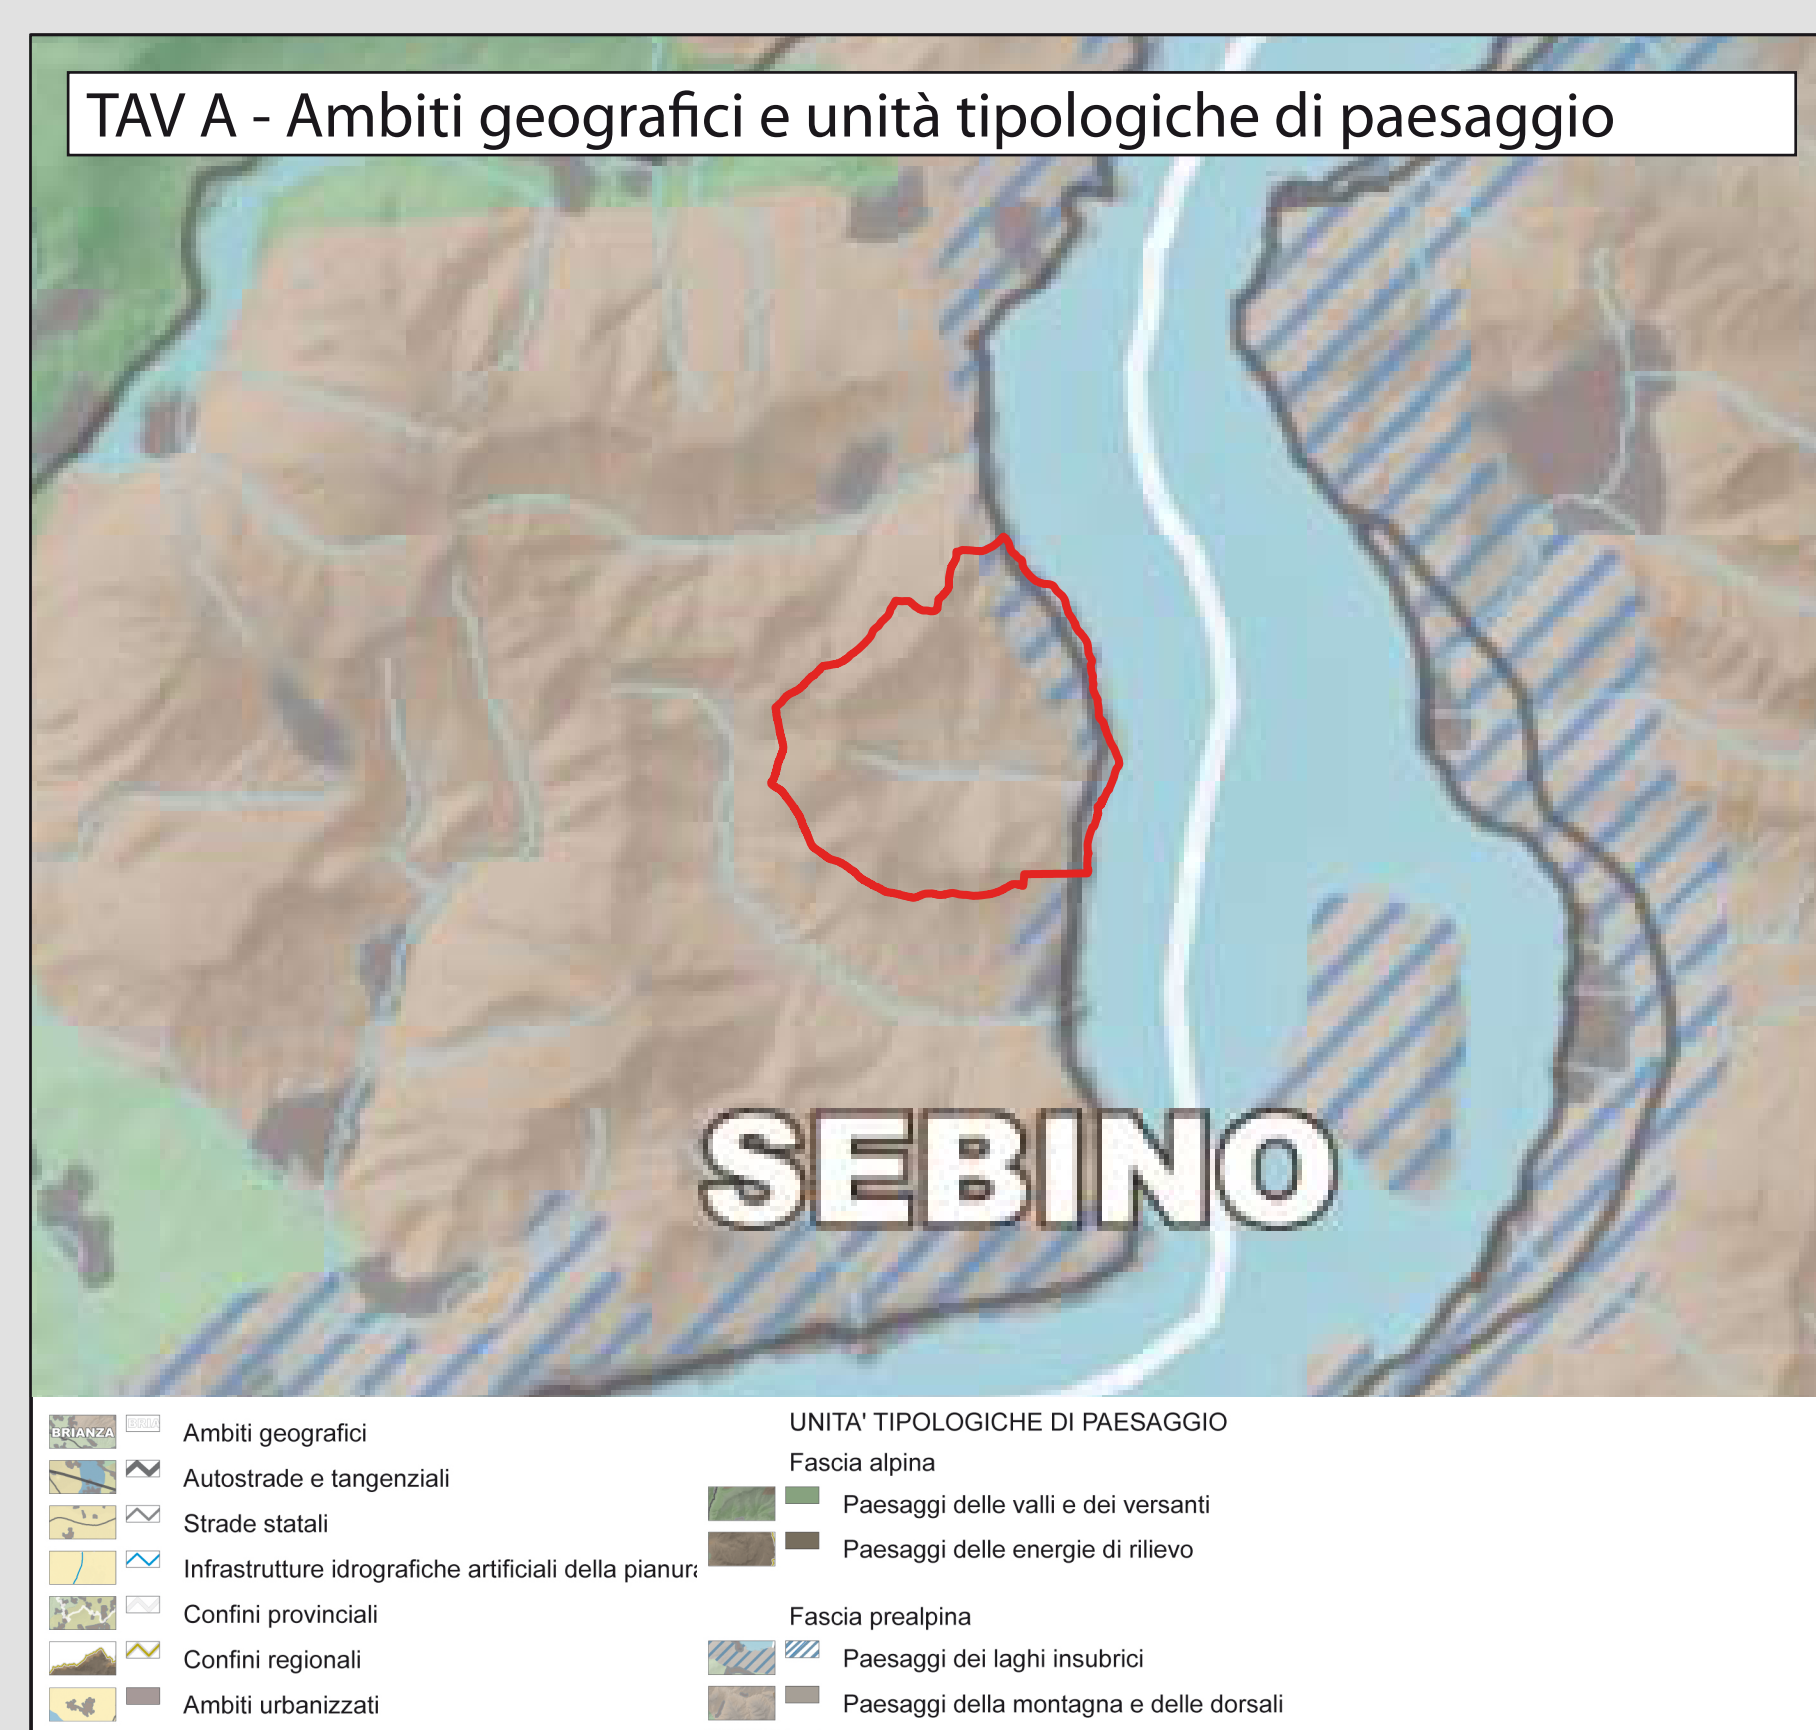 TAV A - Ambiti geografici e unità tipologiche di paesaggio
SEBINO
BRIANZA
BRIA
Ambiti geografici
Autostrade e tangenziali
Strade statali
Infrastrutture idrografiche artificiali della pianura
Confini provinciali
Confini regionali
Ambiti urbanizzati
UNITA' TIPOLOGICHE DI PAESAGGIO
Fascia alpina
Paesaggi delle valli e dei versanti
Paesaggi delle energie di rilievo
Fascia prealpina
Paesaggi dei laghi insubrici
Paesaggi della montagna e delle dorsali